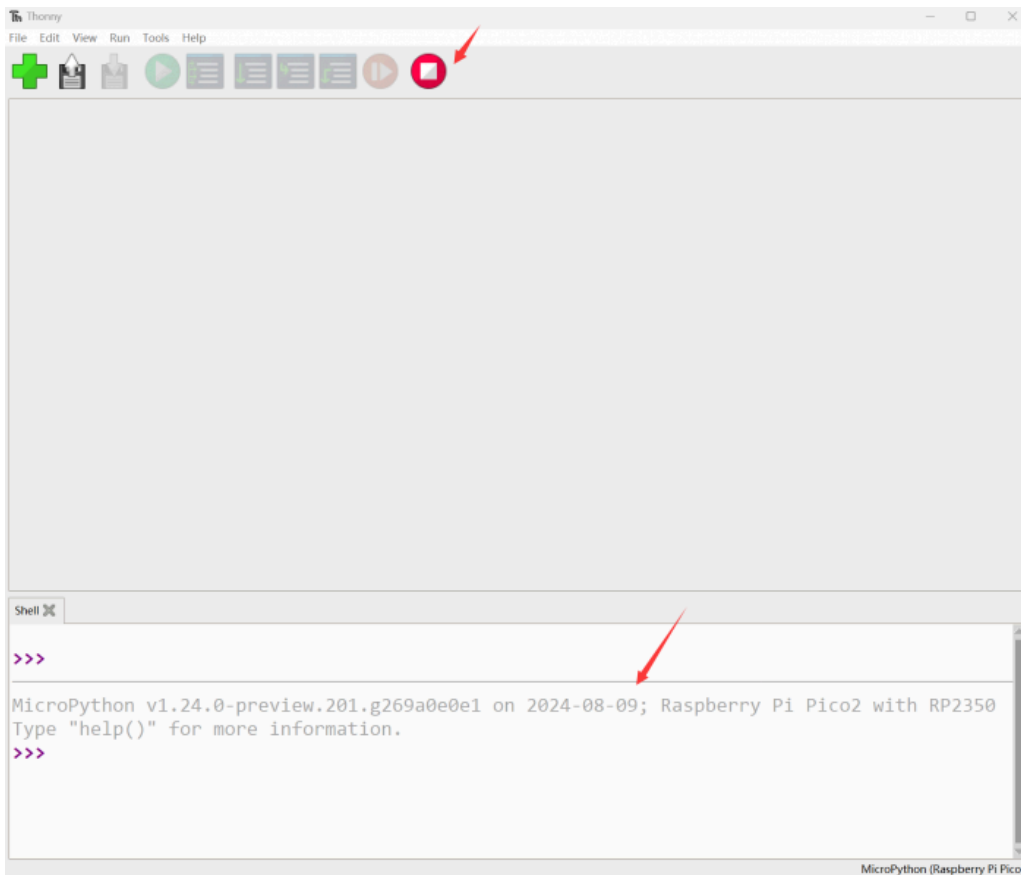 Thonny
File Edit View Run Tools Help
Shell
>>>
MicroPython v1.24.0-preview.201.g269a0e0e1 on 2024-08-09; Raspberry Pi Pico2 with RP2350
Type "help()" for more information.
>>>
MicroPython (Raspberry Pi Pico